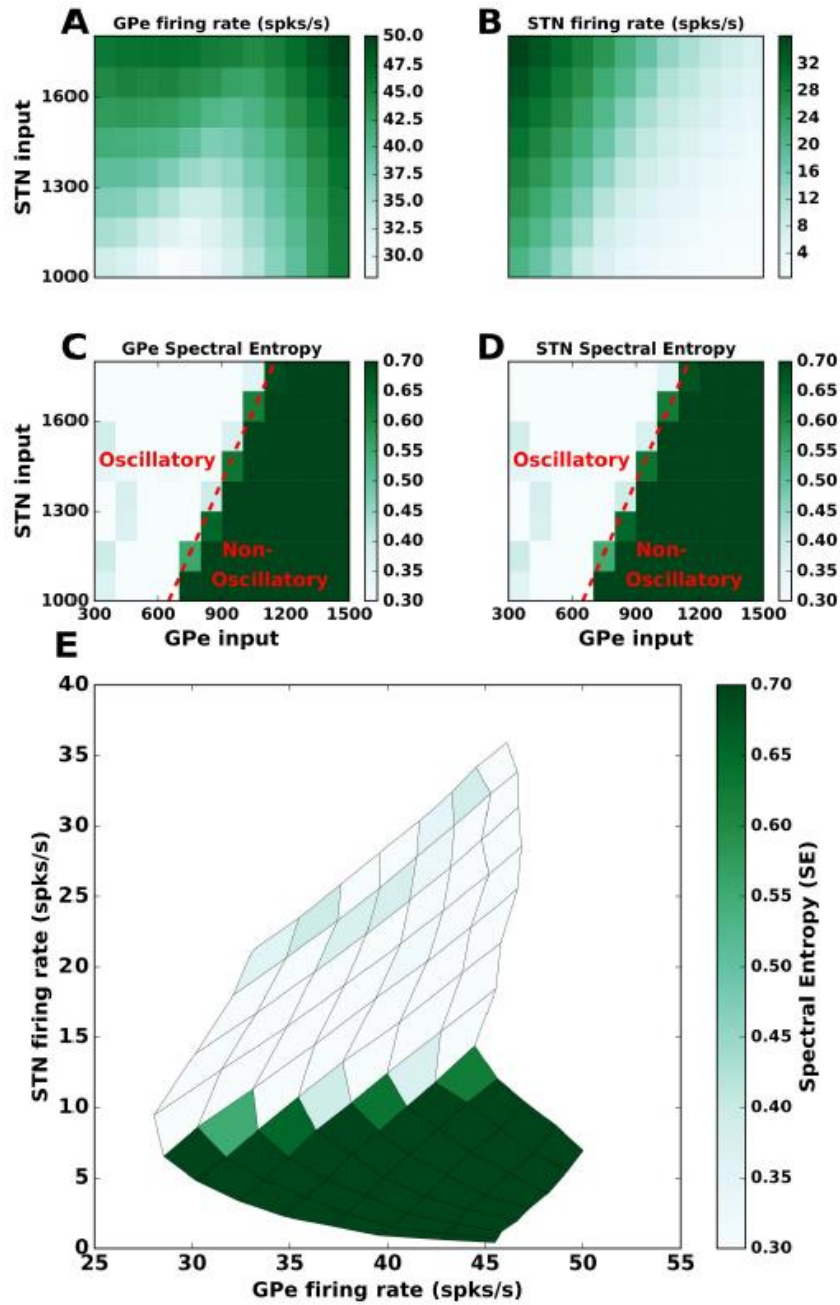 A GPe firing rate (spks/s)
B STN firing rate (spks/s)
STN input
1600
1300
1000
50.0
47.5
45.0
42.5
40.0
37.5
35.0
32.5
30.0
32
28
24
20
16
12
8
4
C GPe Spectral Entropy
D STN Spectral Entropy
STN input
1600
1300
1000
Oscillatory
Non-
Oscillatory
0.70
0.65
0.60
0.55
0.50
0.45
0.40
0.35
0.30
300 600 900 1200 1500
GPe input
Oscillatory
Non-
Oscillatory
0.70
0.65
0.60
0.55
0.50
0.45
0.40
0.35
0.30
300 600 900 1200 1500
GPe input
E
STN firing rate (spks/s)
40
35
30
25
20
15
10
5
0
25 30 35 40 45 50 55
GPe firing rate (spks/s)
0.70
0.65
0.60
0.55
0.50
0.45
0.40
0.35
0.30
Spectral Entropy (SE)